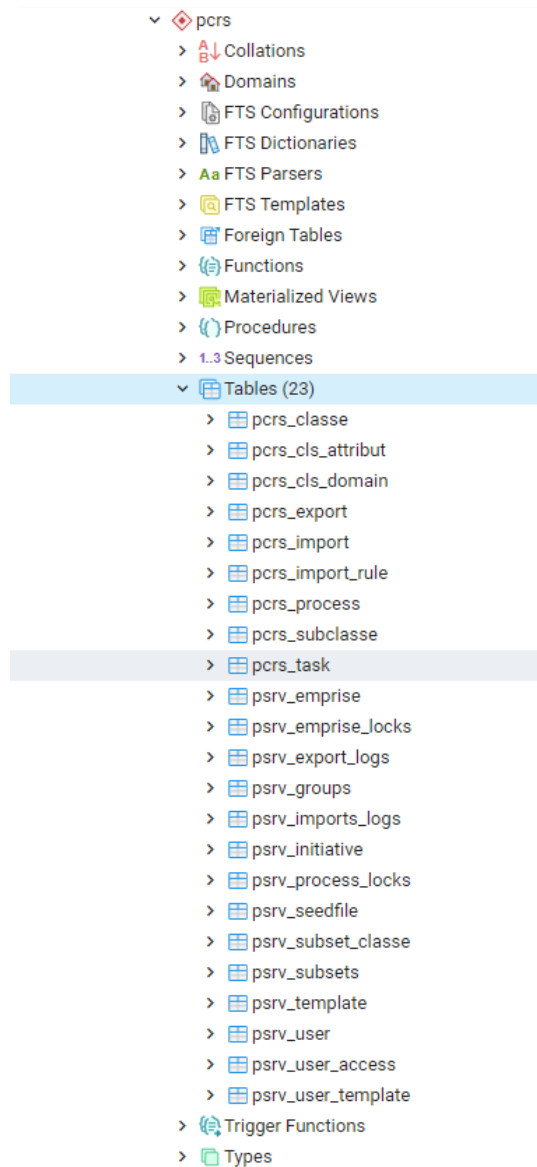 pcrs
Collations
Domains
FTS Configurations
FTS Dictionaries
Aa FTS Parsers
FTS Templates
Foreign Tables
Functions
Materialized Views
Procedures
1..3 Sequences
Tables (23)
pcrs_classe
pcrs_cls_attribut
pcrs_cls_domain
pcrs_export
pcrs_import
pcrs_import_rule
pcrs_process
pcrs_subclasse
pcrs_task
psrv_emprise
psrv_emprise_locks
psrv_export_logs
psrv_groups
psrv_imports_logs
psrv_initiative
psrv_process_locks
psrv_seedfile
psrv_subset_classe
psrv_subsets
psrv_template
psrv_user
psrv_user_access
psrv_user_template
Trigger Functions
Types